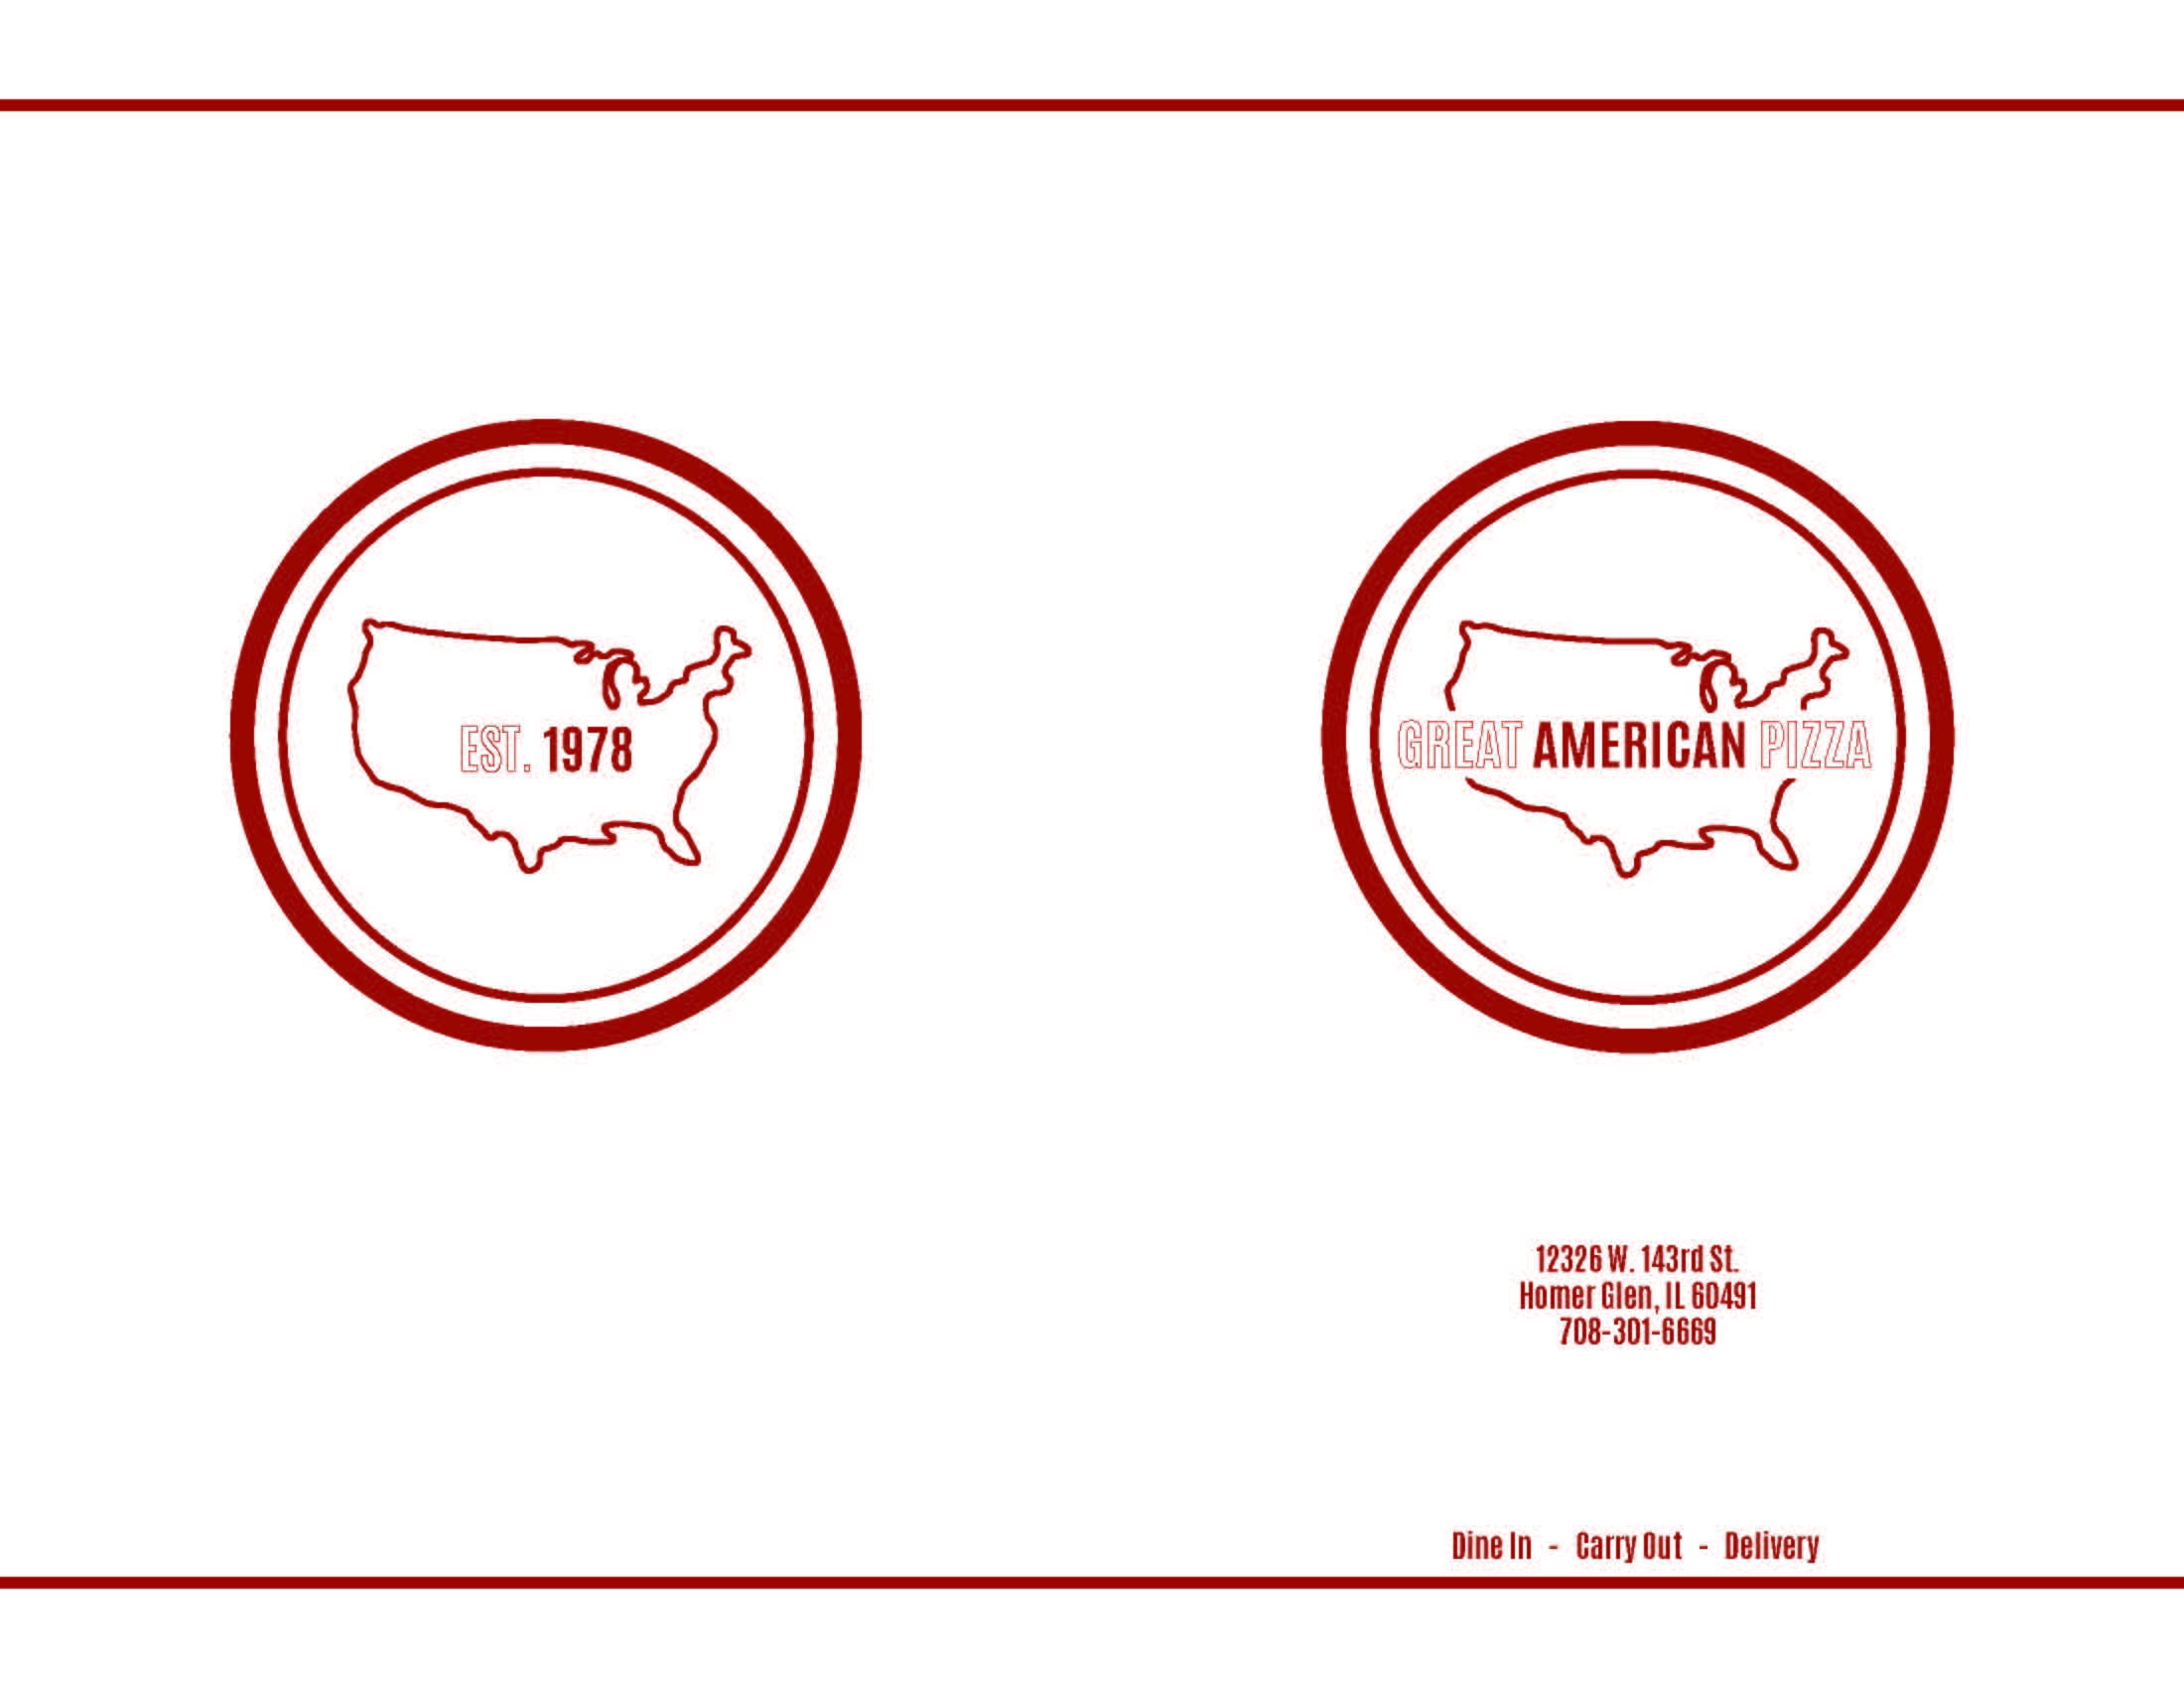 EST. 1978
GREAT AMERICAN PIZZA
12326 W. 143rd St.
Homer Glen, IL 60491
708-301-6669
Dine In - Carry Out - Delivery